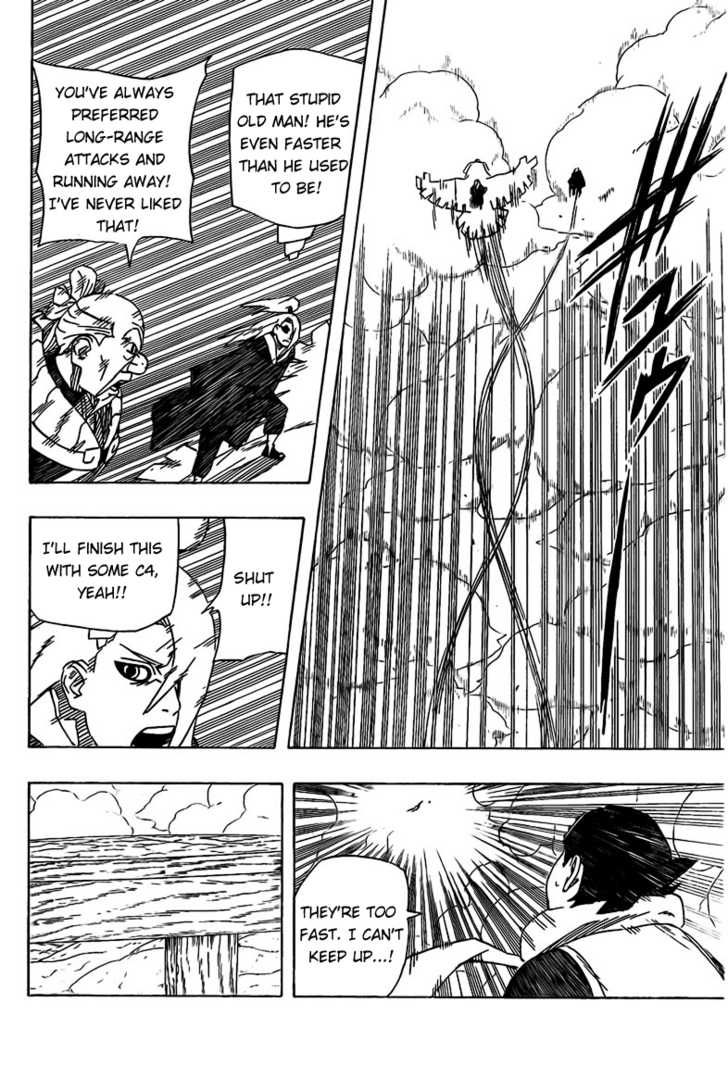 THAT STUPID
OLD MAN! HE'S
EVEN FASTER
THAN HE USED
TO BE!
YOU'VE ALWAYS
PREFERRED
LONG-RANGE
ATTACKS AND
RUNNING AWAY!
I'VE NEVER LIKED
THAT!
SHUT
UP!!
I'LL FINISH THIS
WITH SOME C4,
YEAH!!
THEY'RE TOO
FAST. I CAN'T
KEEP UP...!